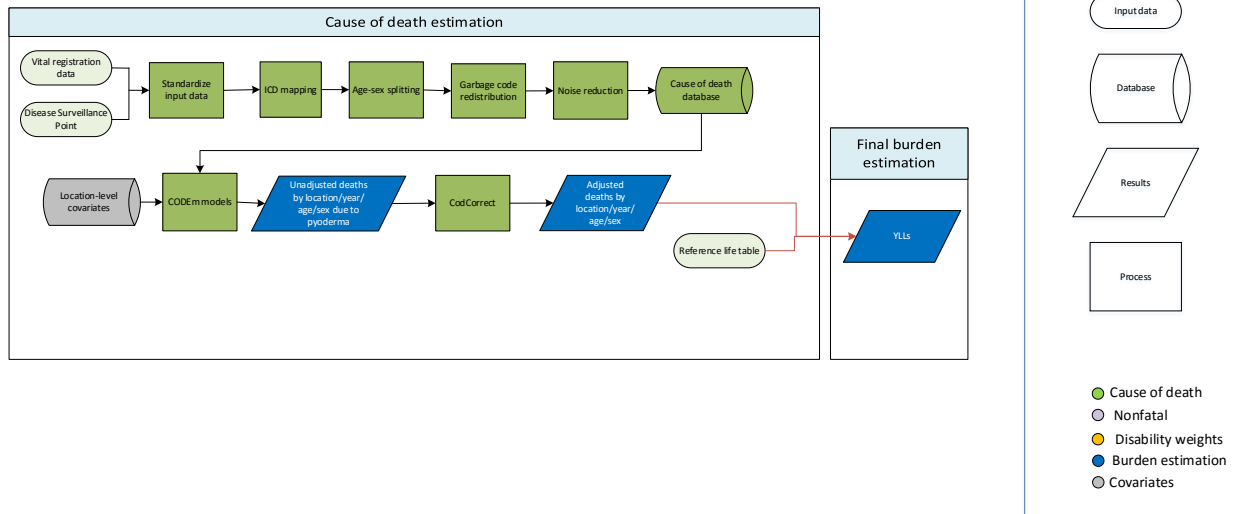 Cause of death estimation
Vital registration
data
Disease Surveillance
Point
Standardize
input data
ICD mapping
Age-sex splitting
Garbage code
redistribution
Noise reduction
Cause of death
database
Location-level
covariates
CODEm models
Unadjusted deaths
by location/year/
age/sex due to
pyoderma
CodCorrect
Adjusted
deaths by
location/year/
age/sex
Reference life table
Final burden
estimation
YLLs
Input data
Database
Results
Process
Cause of death
Nonfatal
Disability weights
Burden estimation
Covariates